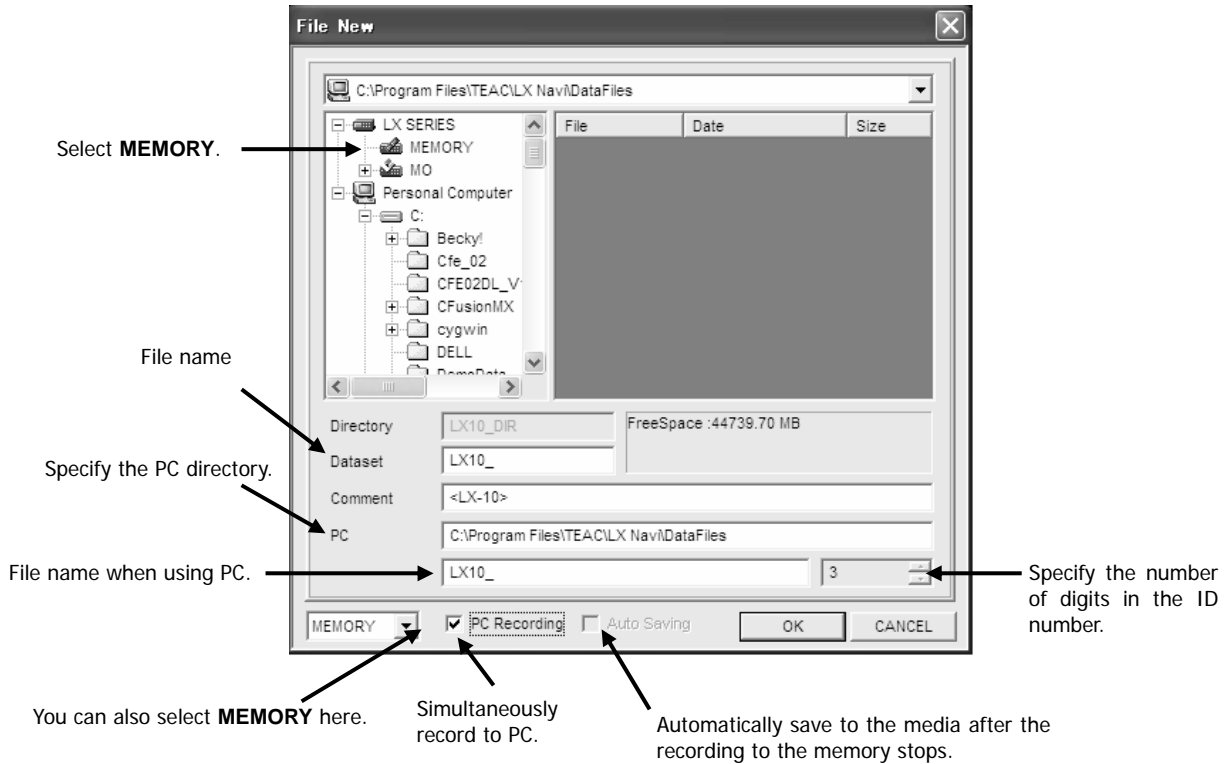 File New
C:\Program Files\TEAC\LX Navi\DataFiles
LX SERIES
MEMORY
MO
Personal Computer
C:
Becky!
Cfe_02
CFE02DL_V
CFusionMX
cygwin
DELL
DemoData
File Date Size
Select MEMORY.
File name
Specify the PC directory.
File name when using PC.
Directory LX10_DIR FreeSpace :44739.70 MB
Dataset LX10_
Comment <LX-10>
PC C:\Program Files\TEAC\LX Navi\DataFiles
LX10_ 3
MEMORY PC Recording Auto Saving OK CANCEL
Specify the number
of digits in the ID
number.
You can also select MEMORY here.
Simultaneously
record to PC.
Automatically save to the media after the
recording to the memory stops.